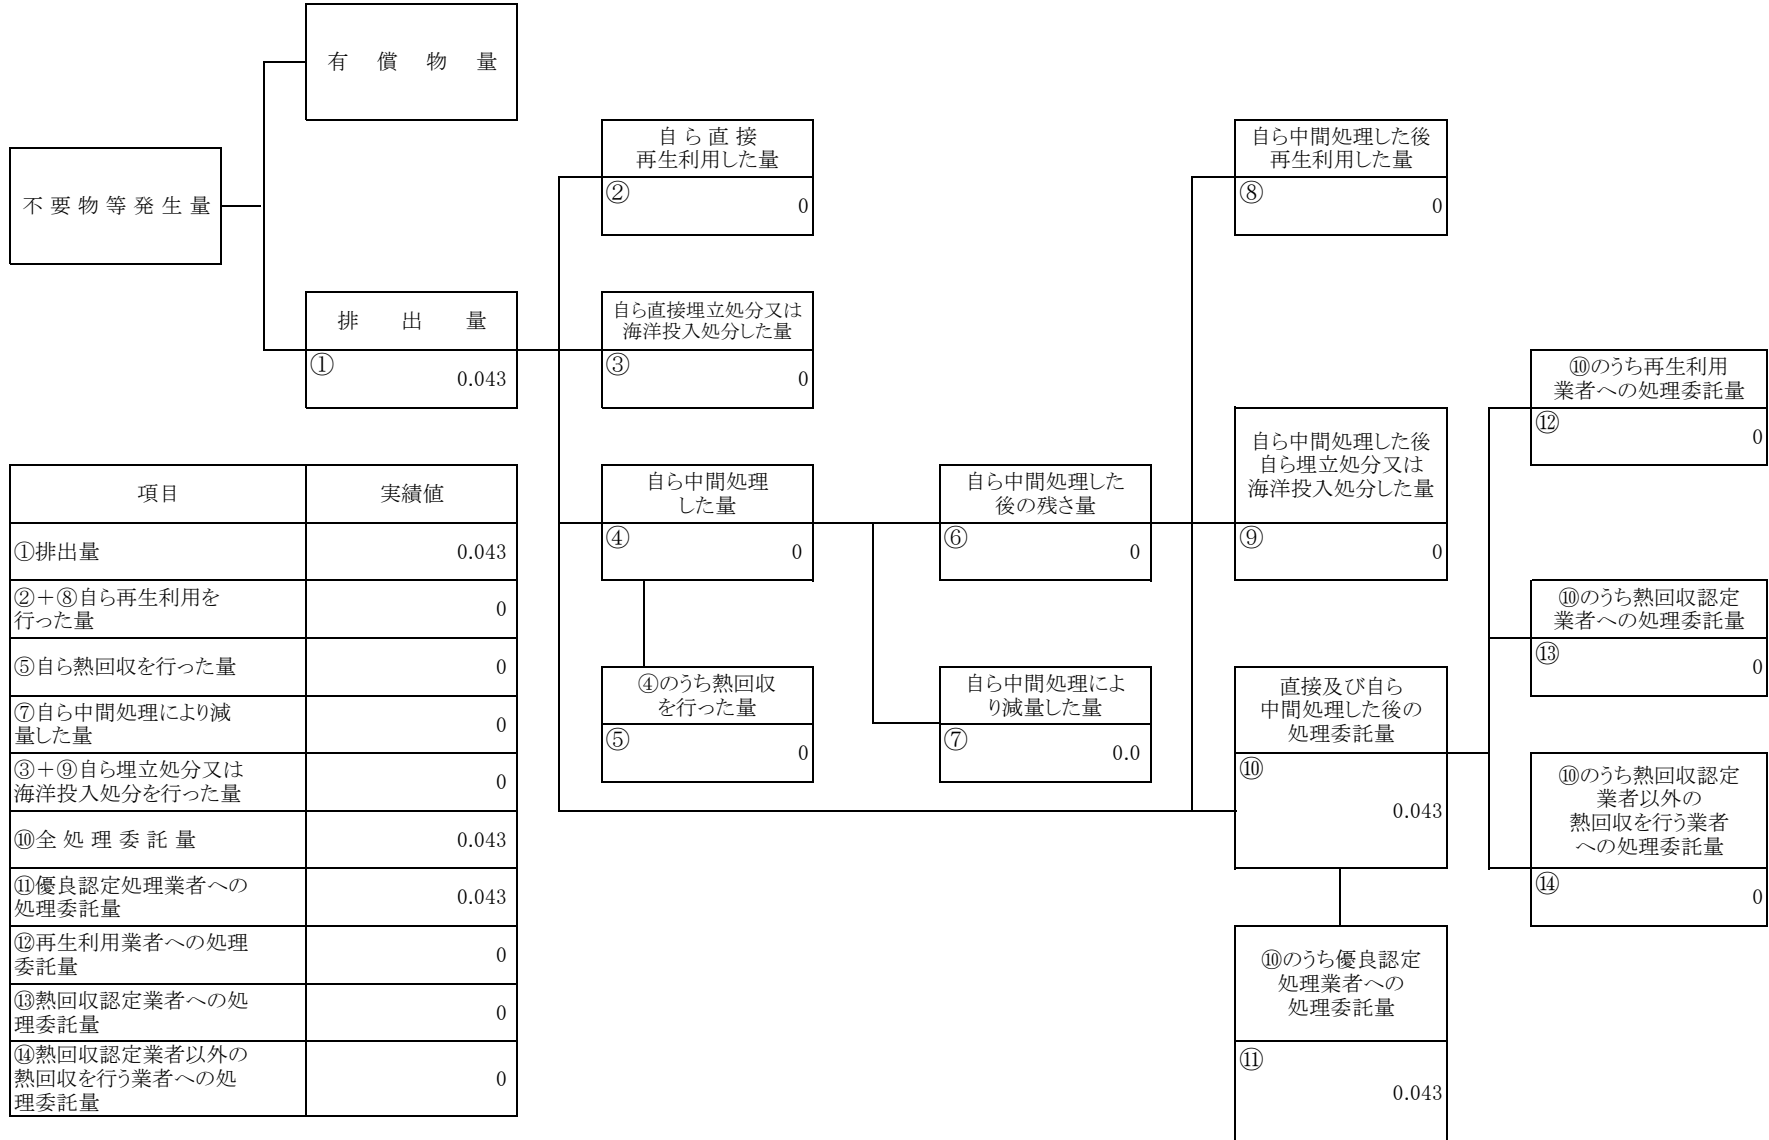 有償物量
不要物等発生量
排出量
①
0.043
自ら直接
再生利用した量
②
0
自ら直接埋立処分又は
海洋投入処分した量
③
0
自ら中間処理
した量
④
0
④のうち熱回収
を行った量
⑤
0
自ら中間処理した
後の残さ量
⑥
0
自ら中間処理によ
り減量した量
⑦
0.0
自ら中間処理した後
再生利用した量
⑧
0
自ら中間処理した後
自ら埋立処分又は
海洋投入処分した量
⑨
0
直接及び自ら
中間処理した後の
処理委託量
⑩
0.043
⑩のうち優良認定
処理業者への
処理委託量
⑪
0.043
⑩のうち再生利用
業者への処理委託量
⑫
0
⑩のうち熱回収認定
業者への処理委託量
⑬
0
⑩のうち熱回収認定
業者以外の
熱回収を行う業者
への処理委託量
⑭
0
項目 実績値
①排出量 0.043
②＋⑧自ら再生利用を
行った量
0
⑤自ら熱回収を行った量 0
⑦自ら中間処理により減
量した量
0
③＋⑨自ら埋立処分又は
海洋投入処分を行った量
0
⑩全処理委託量 0.043
⑪優良認定処理業者への
処理委託量
0.043
⑫再生利用業者への処理
委託量
0
⑬熱回収認定業者への処
理委託量
0
⑭熱回収認定業者以外の
熱回収を行う業者への処
理委託量
0